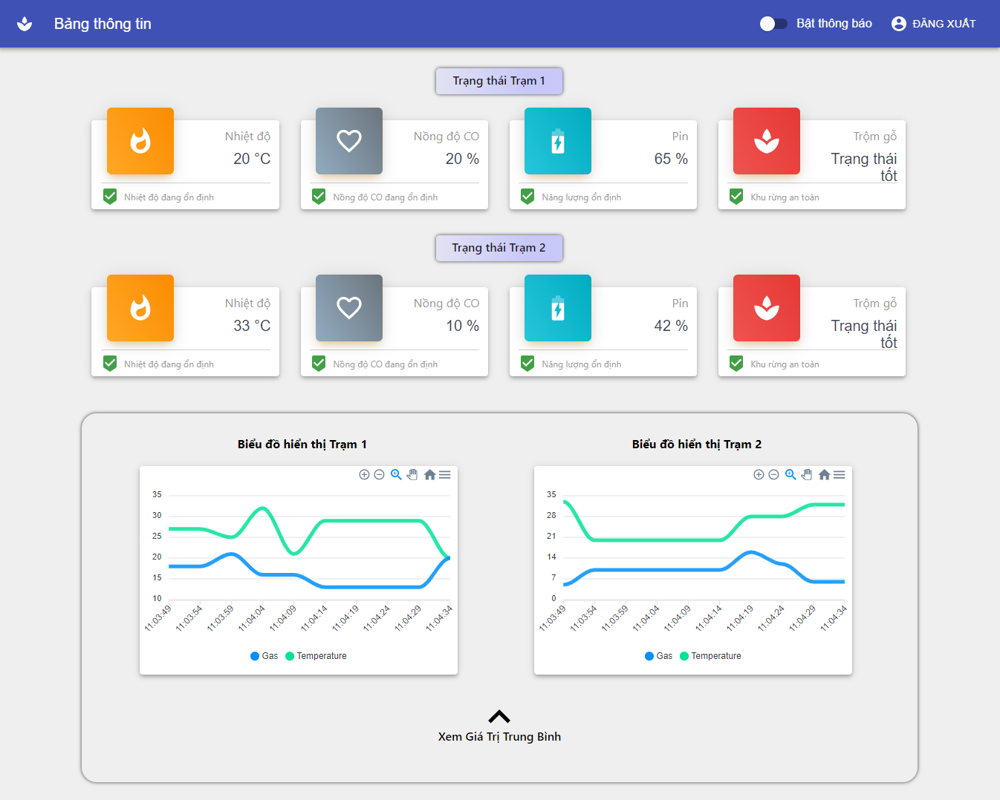 Bảng thông tin
Bật thông báo
ĐĂNG XUẤT
Trạng thái Trạm 1
Nhiệt độ
20 °C
Nhiệt độ đang ổn định
Nồng độ CO
20 %
Nồng độ CO đang ổn định
Pin
65 %
Năng lượng ổn định
Trộm gỗ
Trạng thái
tốt
Khu rừng an toàn
Trạng thái Trạm 2
Nhiệt độ
33 °C
Nhiệt độ đang ổn định
Nồng độ CO
10 %
Nồng độ CO đang ổn định
Pin
42 %
Năng lượng ổn định
Trộm gỗ
Trạng thái
tốt
Khu rừng an toàn
Biểu đồ hiển thị Trạm 1
35
30
25
20
15
10
11:03:49
11:03:54
11:03:59
11:04:04
11:04:09
11:04:14
11:04:19
11:04:24
11:04:29
11:04:34
Gas
Temperature
Biểu đồ hiển thị Trạm 2
35
28
21
14
7
0
11:03:49
11:03:54
11:03:59
11:04:04
11:04:09
11:04:14
11:04:19
11:04:24
11:04:29
11:04:34
Gas
Temperature
Xem Giá Trị Trung Bình